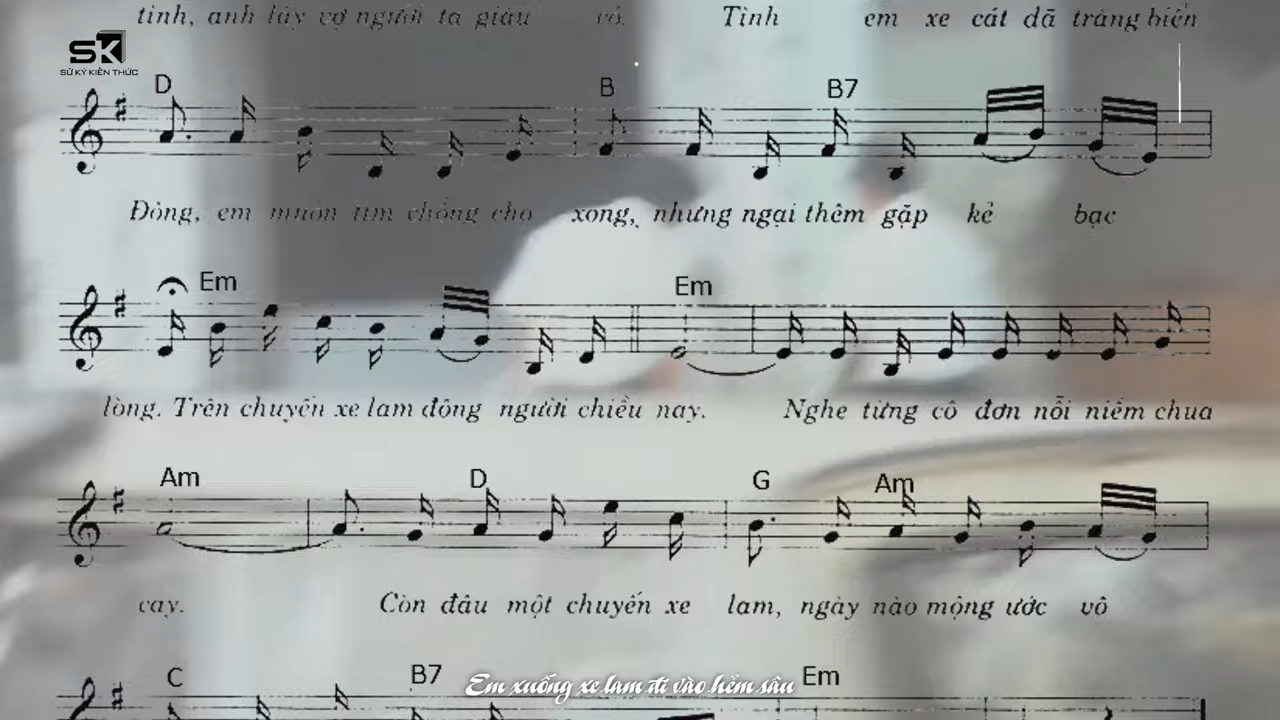 tình, anh lấy vợ người ta giàu có. Tình em xe cát dã tràng biển
SK
SỬ KÝ KIẾN THỨC
D B B7
Đông, em muốn tìm chồng cho xong, nhưng ngại thêm gặp kẻ bạc
Em Em
lòng. Trên chuyến xe lam đông người chiều nay. Nghe từng cô đơn nỗi niềm chua
Am D G Am
cay. Còn đâu một chuyến xe lam, ngày nào mộng ước vô
C B7 Em
Em xuống xe lam đi vào hẻm sâu